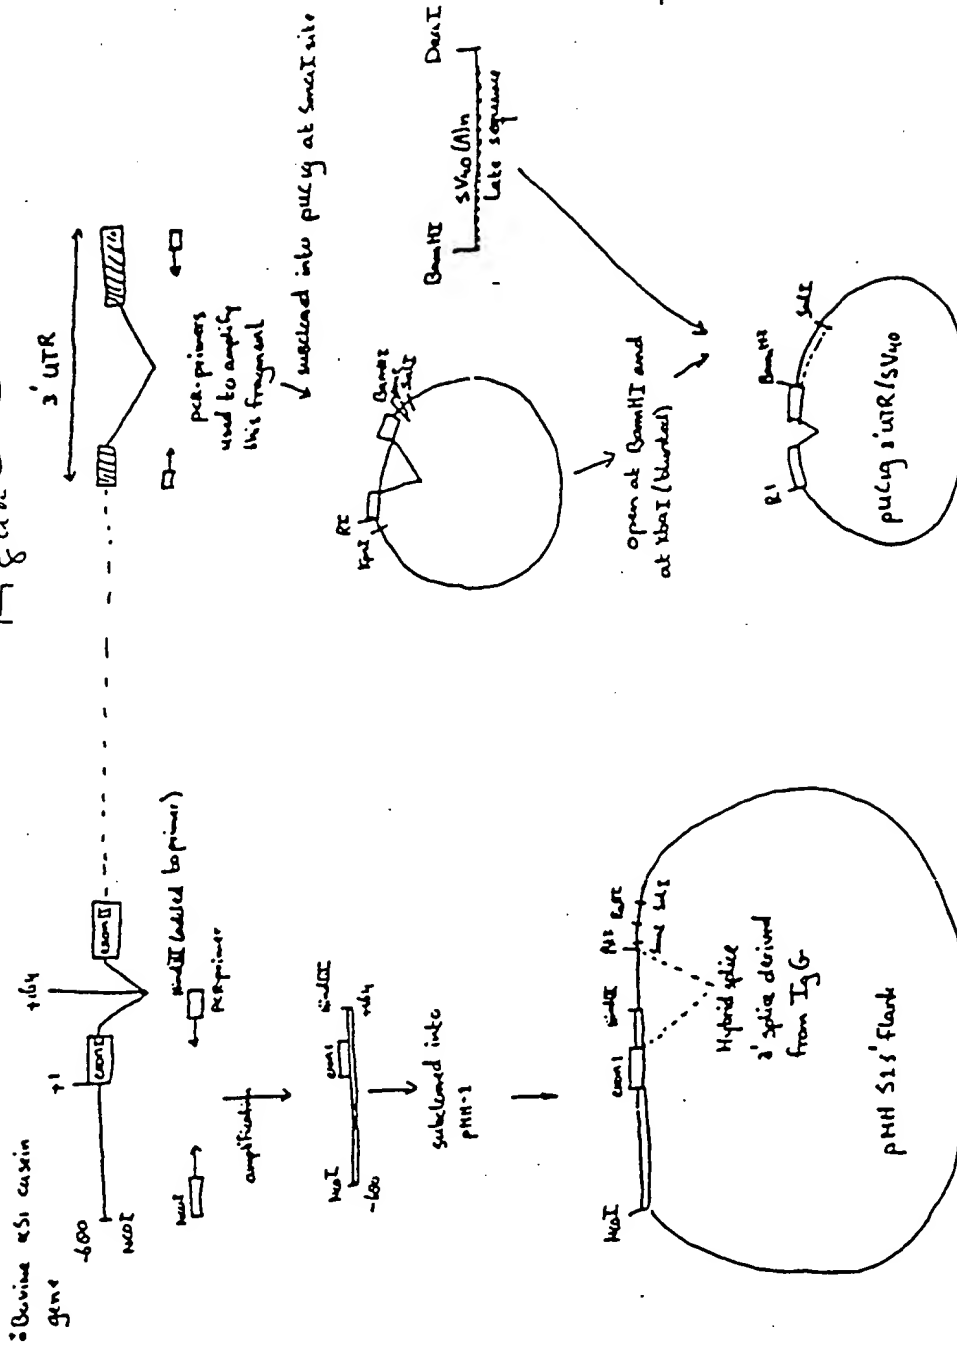 :Bovine αS1 casein
gene
-600
NCOI
+1
exon I
+164
exon II
3' UTR
NcoI
HindIII (added to primer)
PCR-primer
amplification
PCR-primers
used to amplify
this fragment
subcloned into pUC19 at SmaI site
NcoI
-600
exon 1
HindIII
+164
subcloned into
KpnI
RI
BamHI
SalI
BamHI
DraI
SV40(A)n
Late sequence
open at BamHI and
at XbaI (blunted)
NcoI
exon 1
HindIII
SalI
Hybrid splice
3' splice derived
from IgG
pMH S1 5' flank
RI
BamHI
SalI
pUC19 3'UTR/SV40